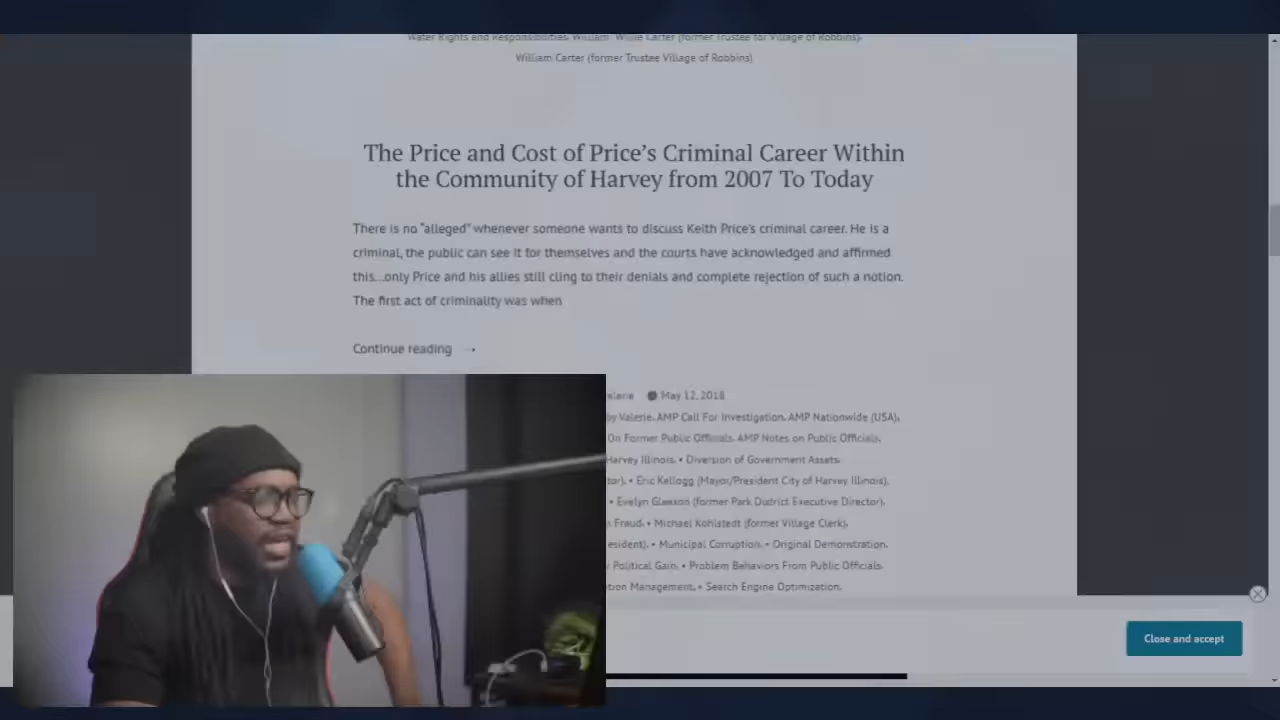 Water Rights and Responsibilities. William "Willie Carter (former Trustee for Village of Robbins).
William Carter (former Trustee Village of Robbins)
The Price and Cost of Price's Criminal Career Within
the Community of Harvey from 2007 To Today
There is no "alleged" whenever someone wants to discuss Keith Price's criminal career. He is a
criminal, the public can see it for themselves and the courts have acknowledged and affirmed
this...only Price and his allies still cling to their denials and complete rejection of such a notion.
The first act of criminality was when
Continue reading →
May 12, 2018
by Valerie. AMP Call For Investigation. AMP Nationwide (USA).
On Former Public Officials. AMP Notes on Public Officials.
Harvey Illinois. • Diversion of Government Assets.
• Eric Kellogg (Mayor/President City of Harvey Illinois).
• Evelyn Gleason (former Park District Executive Director).
Fraud. • Michael Kohlstedt (former Village Clerk).
• Municipal Corruption. • Original Demonstration.
Political Gain. • Problem Behaviors From Public Officials.
Management. • Search Engine Optimization.
Close and accept